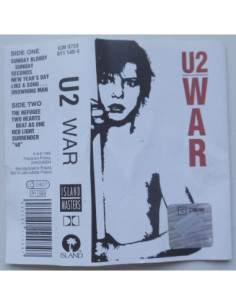 SIDE ONE
SUNDAY BLOODY
SUNDAY
SECONDS
NEW YEAR'S DAY
LIKE A SONG . . .
DROWNING MAN
SIDE TWO
THE REFUGEE
TWO HEARTS
BEAT AS ONE
RED LIGHT
SURRENDER
"40"
ISLAND
MASTERS
ISLAND
U2 WAR
U2
WAR